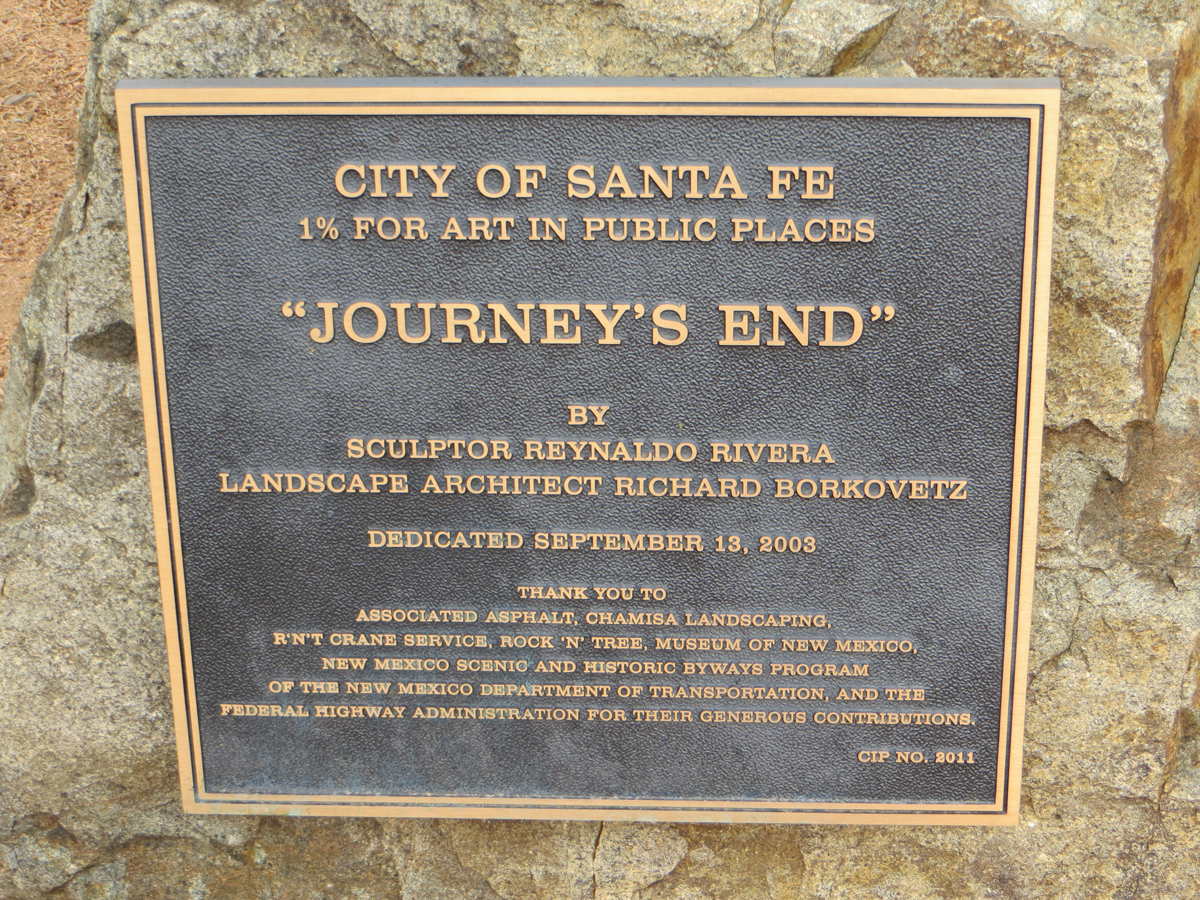 CITY OF SANTA FE
1% FOR ART IN PUBLIC PLACES
“JOURNEY’S END”
BY
SCULPTOR REYNALDO RIVERA
LANDSCAPE ARCHITECT RICHARD BORKOVETZ
DEDICATED SEPTEMBER 13, 2003
THANK YOU TO
ASSOCIATED ASPHALT, CHAMISA LANDSCAPING,
R'N'T CRANE SERVICE, ROCK 'N' TREE, MUSEUM OF NEW MEXICO,
NEW MEXICO SCENIC AND HISTORIC BYWAYS PROGRAM
OF THE NEW MEXICO DEPARTMENT OF TRANSPORTATION, AND THE
FEDERAL HIGHWAY ADMINISTRATION FOR THEIR GENEROUS CONTRIBUTIONS.
CIP NO. 2011